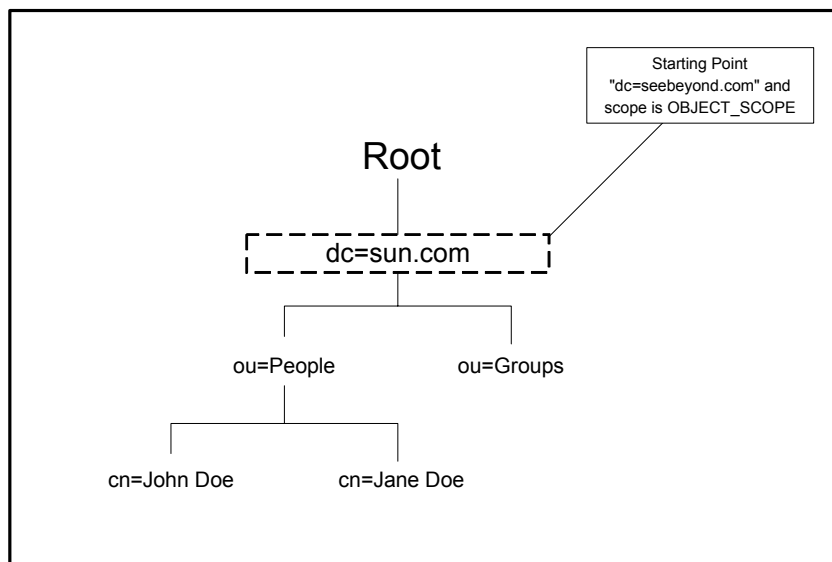 Starting Point
"dc=seebeyond.com" and
scope is OBJECT_SCOPE
Root
dc=sun.com
ou=People
ou=Groups
cn=John Doe
cn=Jane Doe